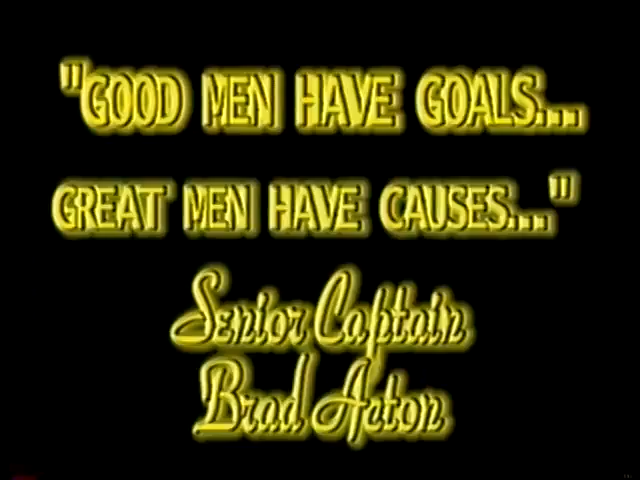 "GOOD MEN HAVE GOALS...
GREAT MEN HAVE CAUSES..."
Senior Captain
Brad Acton